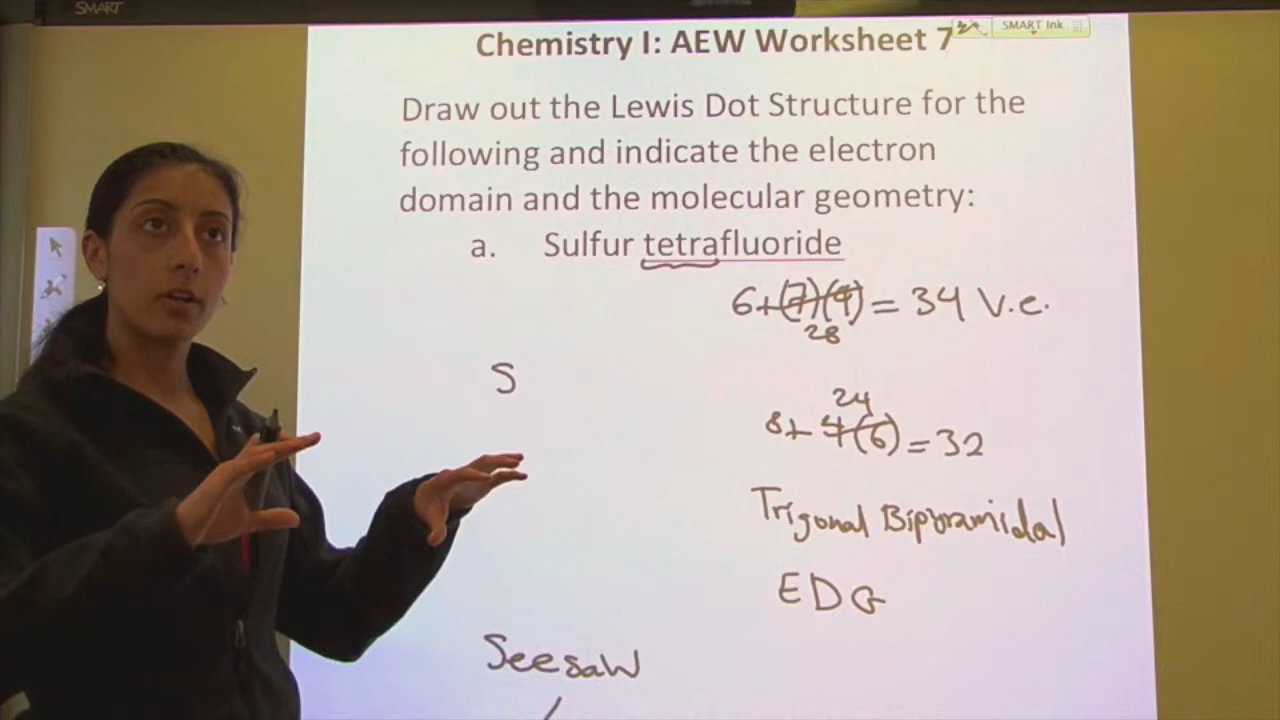 SMART
Chemistry I: AEW Worksheet 7
SMART Ink
Draw out the Lewis Dot Structure for the
following and indicate the electron
domain and the molecular geometry:
a. Sulfur tetrafluoride
6+(7)(4) = 34 V.e.
28
S
24
8+ 4(6) = 32
Trigonal Bipyramidal
EDG
Seesaw